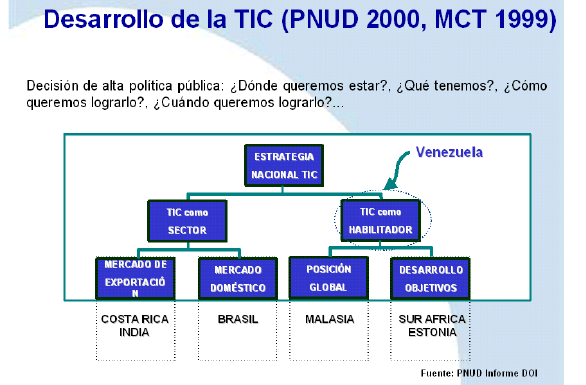 Desarrollo de la TIC (PNUD 2000, MCT 1999)
Decisión de alta política pública: ¿Dónde queremos estar?, ¿Qué tenemos?, ¿Cómo
queremos lograrlo?, ¿Cuándo queremos lograrlo?...
ESTRATEGIA
NACIONAL TIC
Venezuela
TIC como
SECTOR
TIC como
HABILITADOR
MERCADO DE
EXPORTACIÓ
N
MERCADO
DOMÉSTICO
POSICIÓN
GLOBAL
DESARROLLO
OBJETIVOS
COSTA RICA
INDIA
BRASIL
MALASIA
SUR AFRICA
ESTONIA
Fuente: PNUD Informe DOI